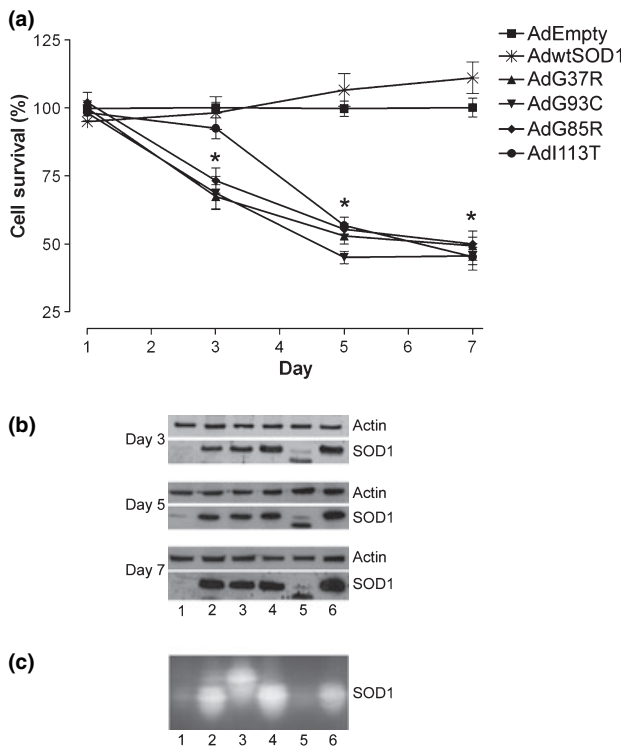 (a)
125
100
75
50
25
Cell survival (%)
*
*
*
1 2 3 4 5 6 7
Day
AdEmpty
AdwtSOD1
AdG37R
AdG93C
AdG85R
AdI113T
(b)
Day 3
Actin
SOD1
Day 5
Actin
SOD1
Day 7
Actin
SOD1
1 2 3 4 5 6
(c)
SOD1
1 2 3 4 5 6